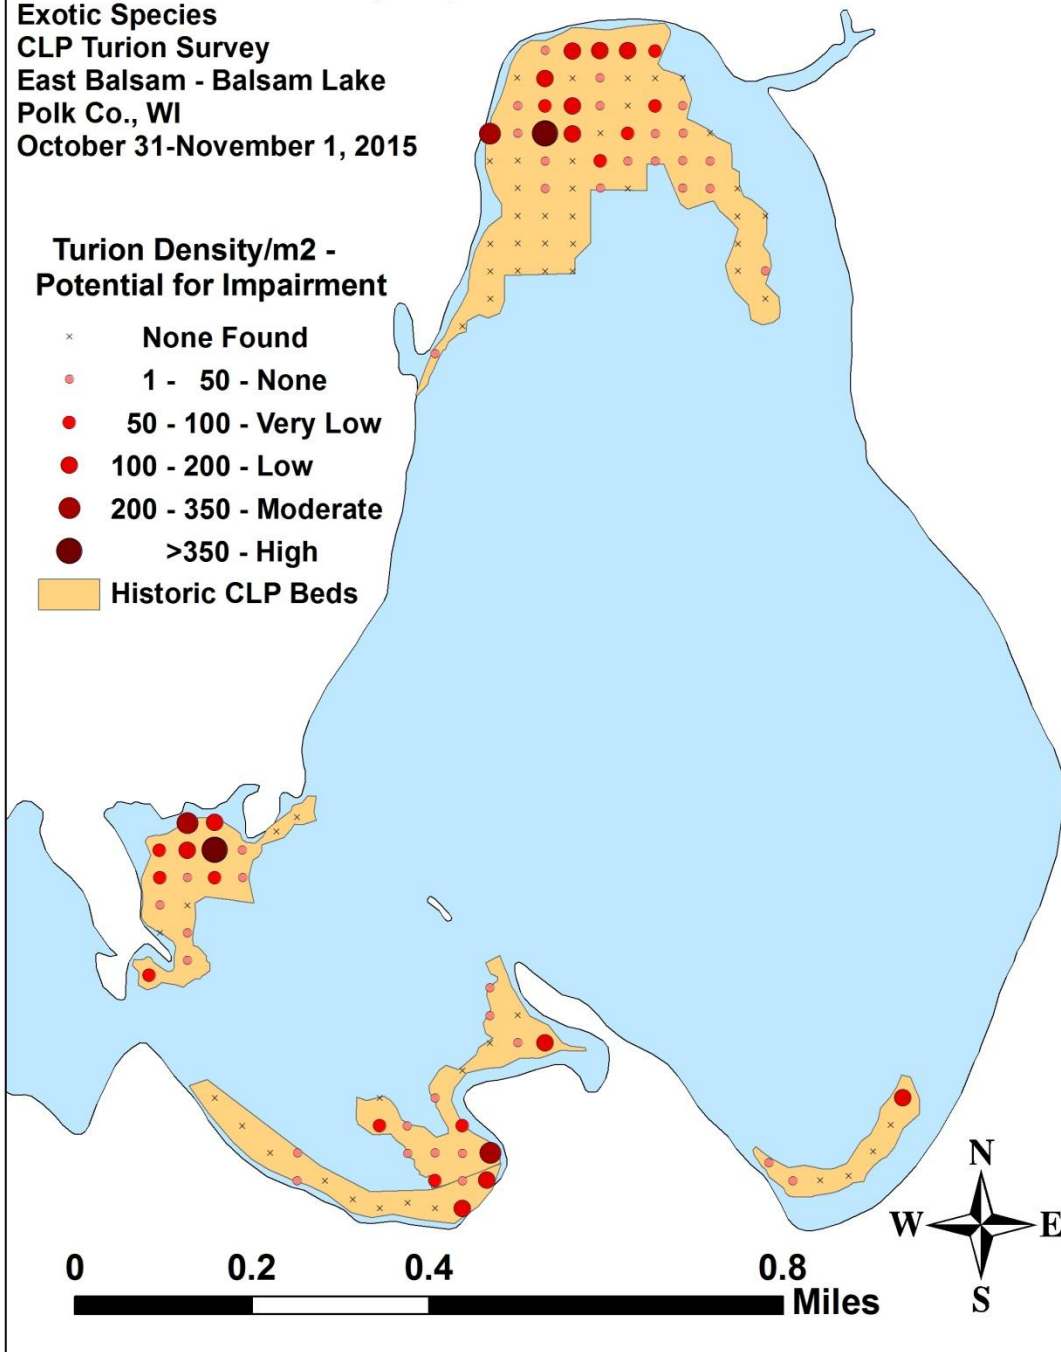 Exotic Species
CLP Turion Survey
East Balsam - Balsam Lake
Polk Co., WI
October 31-November 1, 2015
Turion Density/m2 -
Potential for Impairment
None Found
1 - 50 - None
50 - 100 - Very Low
100 - 200 - Low
200 - 350 - Moderate
>350 - High
Historic CLP Beds
N
W E
S
0 0.2 0.4 0.8
Miles